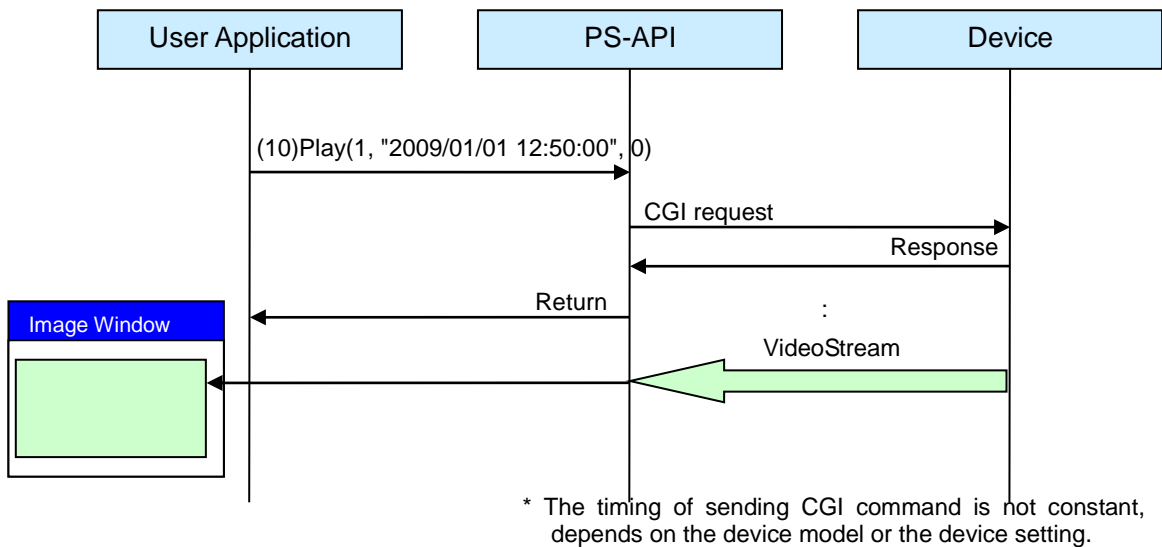 User Application
PS-API
Device
(10)Play(1, "2009/01/01 12:50:00", 0)
CGI request
Response
Return
:
Image Window
VideoStream
* The timing of sending CGI command is not constant,
depends on the device model or the device setting.